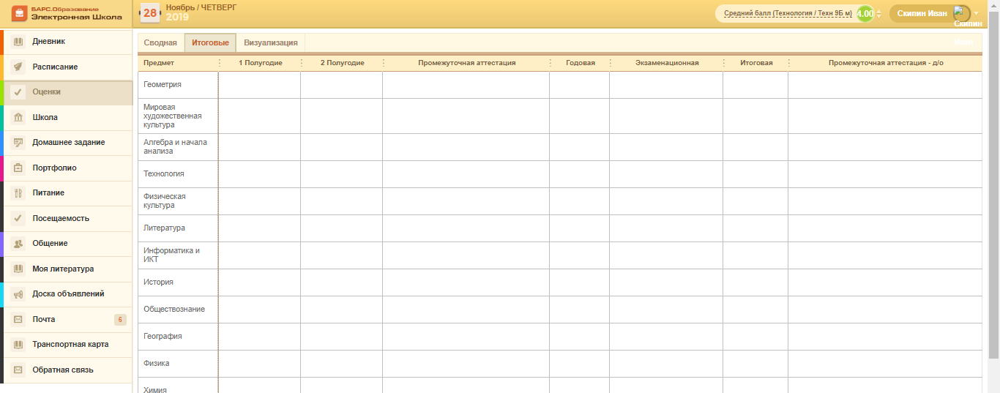 БАРС.Образование
Электронная Школа
28
Ноябрь / ЧЕТВЕРГ
2019
Средний балл (Технология / Техн 9Б м)
4.00
Скипин Иван
Скипин
Иван
Дневник
Расписание
Оценки
Школа
Домашнее задание
Портфолио
Питание
Посещаемость
Общение
Моя литература
Доска объявлений
Почта
6
Транспортная карта
Обратная связь
Сводная
Итоговые
Визуализация
Предмет
1 Полугодие
2 Полугодие
Промежуточная аттестация
Годовая
Экзаменационная
Итоговая
Промежуточная аттестация - д/о
Геометрия
Мировая
художественная
культура
Алгебра и начала
анализа
Технология
Физическая
культура
Литература
Информатика и
ИКТ
История
Обществознание
География
Физика
Химия